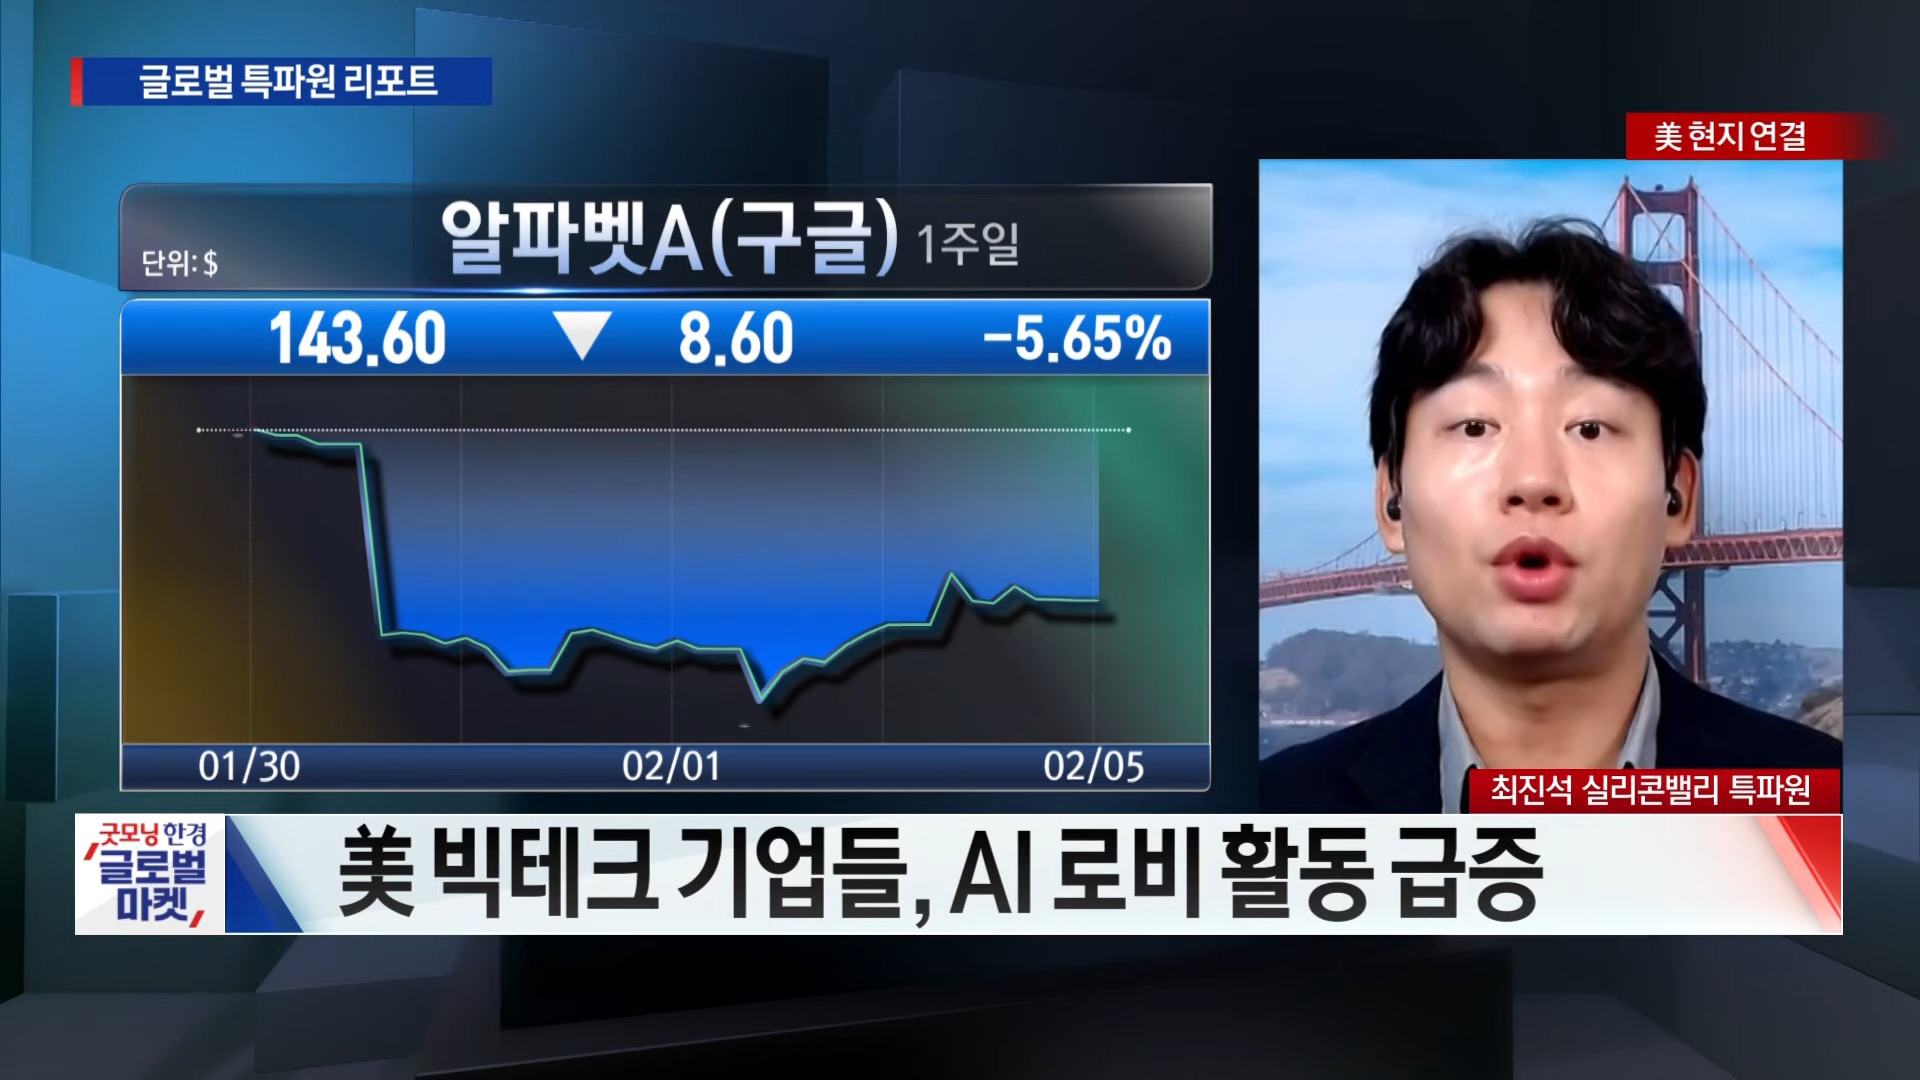 글로벌 특파원 리포트
美 현지 연결
단위: $
알파벳A(구글) 1주일
143.60 ▼ 8.60 -5.65%
01/30 02/01 02/05
최진석 실리콘밸리 특파원
굿모닝 한경
글로벌
마켓
美 빅테크 기업들, AI 로비 활동 급증